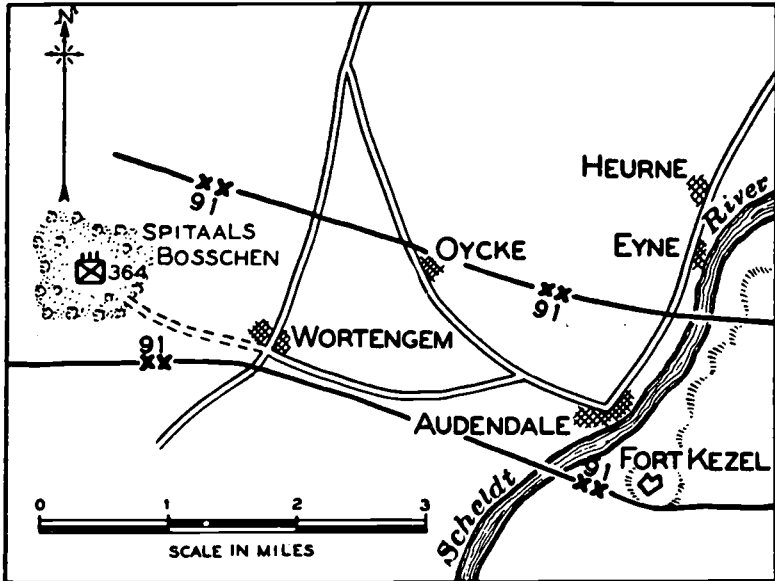 N
91
SPITAALS
BOSSCHEN
364
HEURNE
EYNE
River
OYCKE
91
91
WORTENGEM
AUDENDALE
91
FORT KEZEL
Scheldt
0 1 2 3
SCALE IN MILES